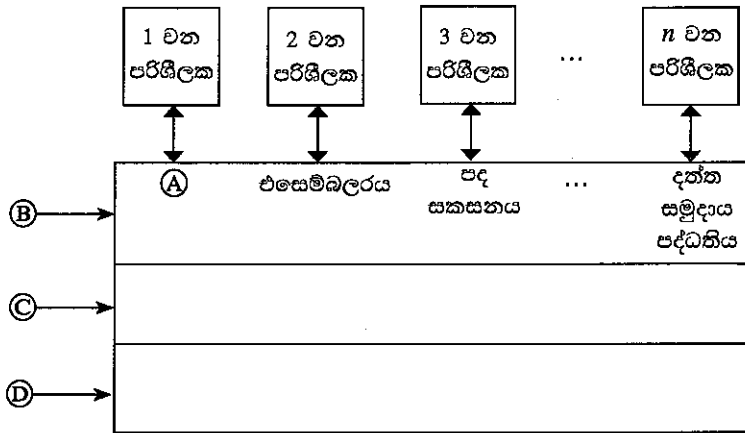 1 වන
පරිශීලක
2 වන
පරිශීලක
3 වන
පරිශීලක
...
n වන
පරිශීලක
A
එසෙම්බලරය
පද
සකසනය
...
දත්ත
සමුදාය
පද්ධතිය
B
C
D